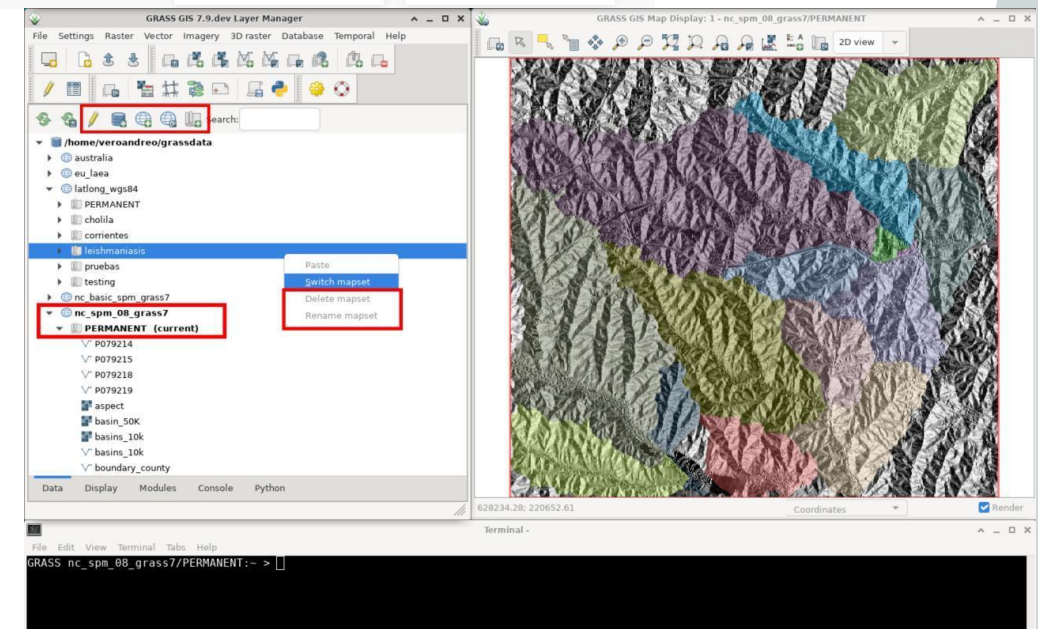 GRASS GIS 7.9.dev Layer Manager
File Settings Raster Vector Imagery 3D raster Database Temporal Help
/home/veroandreo/grassdata
australia
eu_laea
latlong_wgs84
PERMANENT
cholila
corrientes
leishmaniasis
pruebas
testing
nc_basic_spm_grass7
nc_spm_08_grass7
PERMANENT (current)
P079214
P079215
P079218
P079219
aspect
basin_50K
basins_10k
basins_10k
boundary_county
Paste
Switch mapset
Delete mapset
Rename mapset
Data Display Modules Console Python
GRASS GIS Map Display: 1 - nc_spm_08_grass7/PERMANENT
2D view
628234.28; 220652.61
Coordinates
Render
Terminal -
File Edit View Terminal Tabs Help
GRASS nc_spm_08_grass7/PERMANENT:~ >